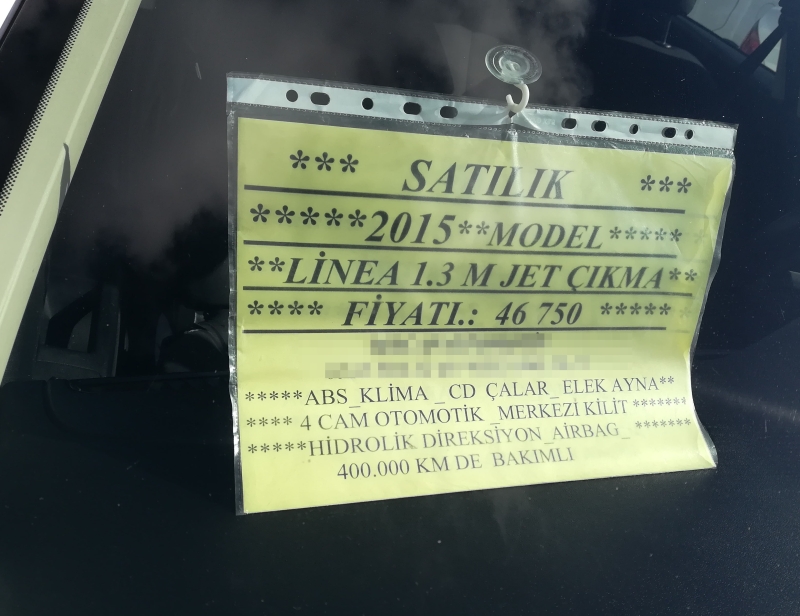 *** SATILIK ***
*****2015**MODEL*****
**LİNEA 1.3 M JET ÇIKMA**
**** FİYATI.: 46 750 *****
*****ABS_KLİMA _ CD ÇALAR_ELEK AYNA**
**** 4 CAM OTOMOTİK _MERKEZİ KİLİT *******
*****HİDROLİK DİREKSİYON_AİRBAG_ *******
400.000 KM DE BAKIMLI